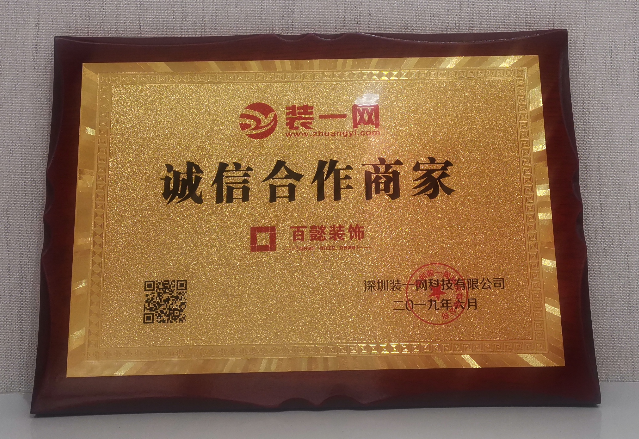 装一网
www.zhuangyi.com
诚信合作商家
百懿装饰
深圳装一网科技有限公司
二〇一九年六月